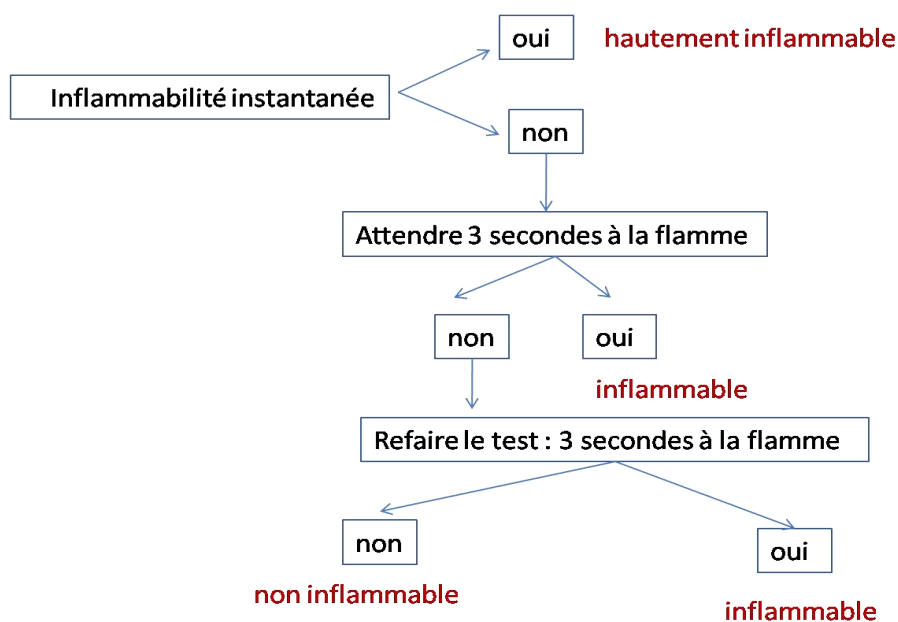 oui
hautement inflammable
Inflammabilité instantanée
non
Attendre 3 secondes à la flamme
non
oui
inflammable
Refaire le test : 3 secondes à la flamme
non
oui
non inflammable
inflammable